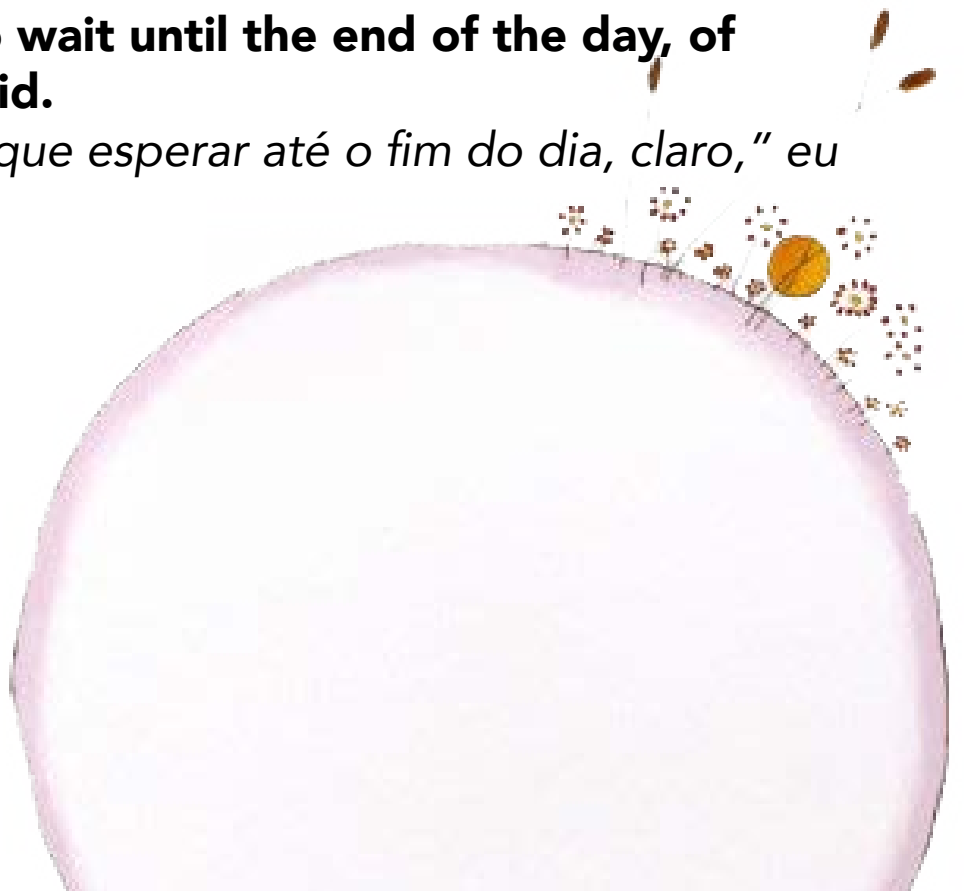 wait until the end of the day, of
id.
que esperar até o fim do dia, claro,” eu